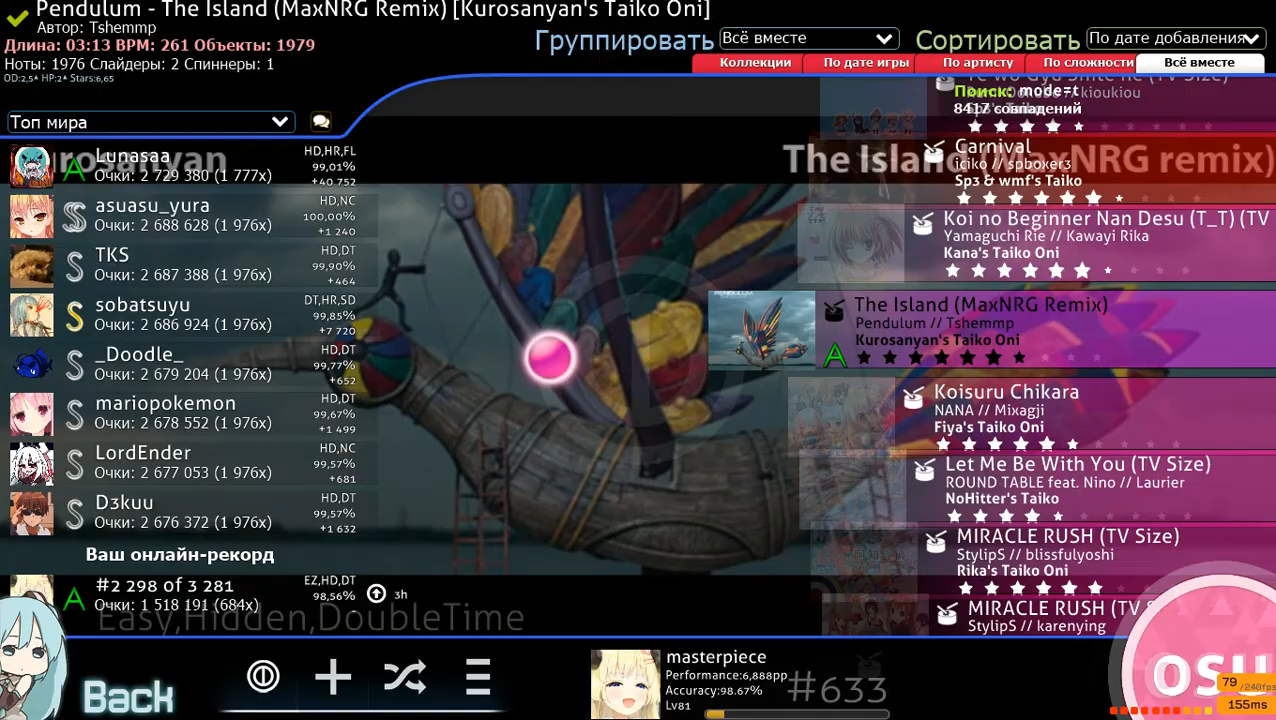 Pendulum - The Island (MaxNRG Remix) [Kurosanyan's Taiko Oni]
Автор: Tshemmp
Длина: 03:13 BPM: 261 Объекты: 1979
Ноты: 1976 Слайдеры: 2 Спиннеры: 1
OD:2,5▲ HP:2▲ Stars:6,65
Группировать Всё вместе
Сортировать По дате добавления
Коллекции По дате игры По артисту По сложности Всё вместе
Топ мира
Поиск: mode=t
8417 совпадений
The Island (MaxNRG remix)
Lunasaa HD,HR,FL
Очки: 2 729 380 (1 777x) 99,01%
+40 752
asuasu_yura HD,NC
Очки: 2 688 628 (1 976x) 100,00%
+1 240
TKS HD,DT
Очки: 2 687 388 (1 976x) 99,90%
+464
sobatsuyu DT,HR,SD
Очки: 2 686 924 (1 976x) 99,85%
+7 720
_Doodle_ HD,DT
Очки: 2 679 204 (1 976x) 99,77%
+652
mariopokemon HD,DT
Очки: 2 678 552 (1 976x) 99,67%
+1 499
LordEnder HD,NC
Очки: 2 677 053 (1 976x) 99,57%
+681
D3kuu HD,DT
Очки: 2 676 372 (1 976x) 99,57%
+1 632
Ваш онлайн-рекорд
#2 298 of 3 281 EZ,HD,DT
Очки: 1 518 191 (684x) 98,56%
3h
Easy,Hidden,DoubleTime
Carnival
iciko // spboxer3
Sp3 & wmf's Taiko
Koi no Beginner Nan Desu (T_T) (TV
Yamaguchi Rie // Kawayi Rika
Kana's Taiko Oni
The Island (MaxNRG Remix)
Pendulum // Tshemmp
Kurosanyan's Taiko Oni
Koisuru Chikara
NANA // Mixagji
Fiya's Taiko Oni
Let Me Be With You (TV Size)
ROUND TABLE feat. Nino // Laurier
NoHitter's Taiko
MIRACLE RUSH (TV Size)
StylipS // blissfulyoshi
Rika's Taiko Oni
MIRACLE RUSH (TV S
StylipS // karenying
Back
masterpiece
Performance:6,888pp
Accuracy:98.67%
Lv81
#633
osu
79 /240fps
155ms